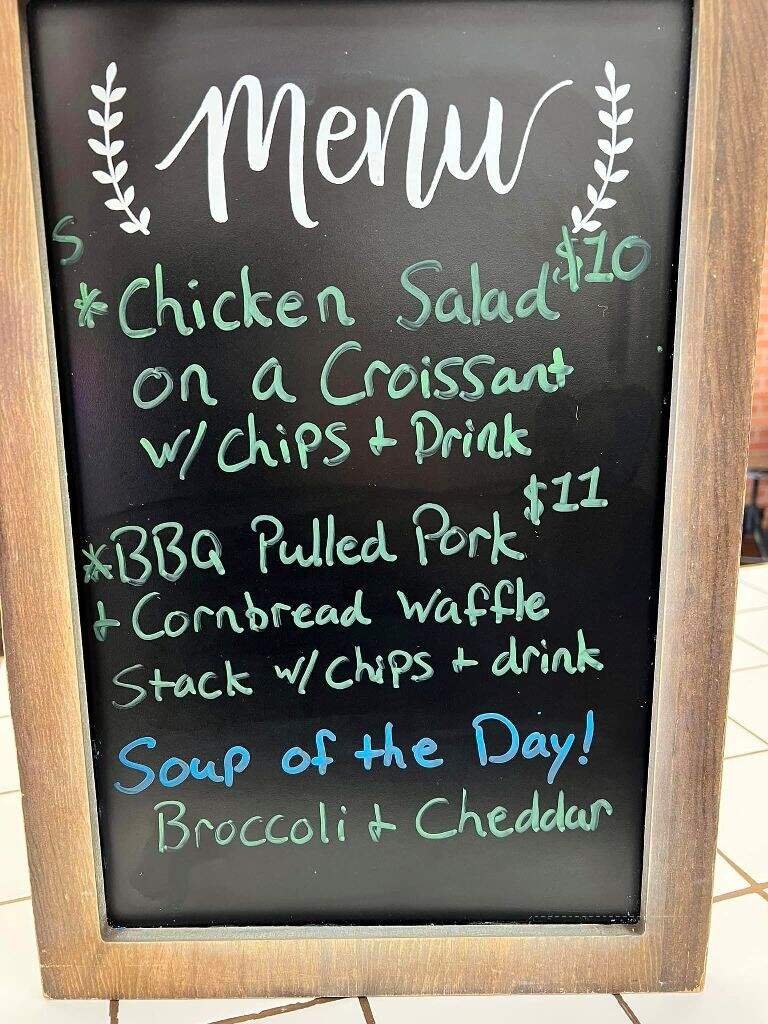 Menu
S
$10
*Chicken Salad
on a Croissant
w/ chips + Drink
$11
*BBQ Pulled Pork
+ Cornbread waffle
Stack w/ chips + drink
Soup of the Day!
Broccoli + Cheddar